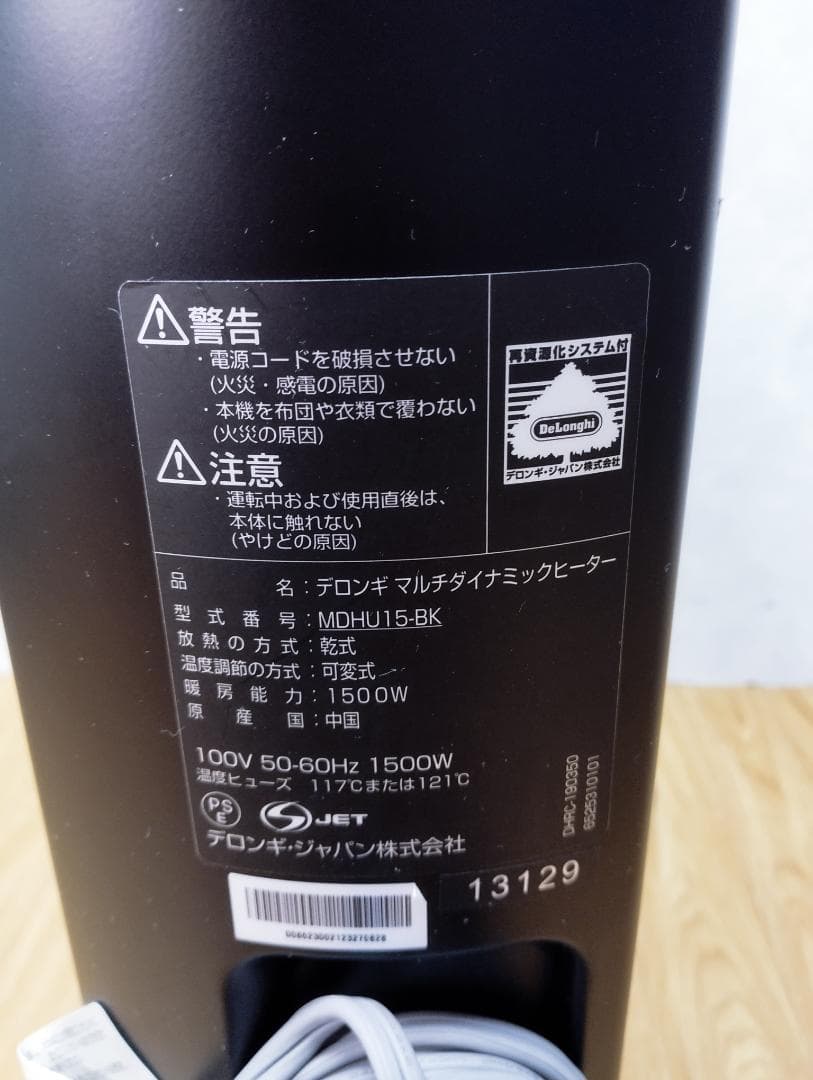 警告
・電源コードを破損させない
(火災・感電の原因)
・本機を布団や衣類で覆わない
(火災の原因)
注意
・運転中および使用直後は、
本体に触れない
(やけどの原因)
再資源化システム付
DeLonghi
デロンギ・ジャパン株式会社
品 名:デロンギ マルチダイナミックヒーター
型式番号:MDHU15-BK
放熱の方式:乾式
温度調節の方式:可変式
暖房能力:1500W
原産国:中国
100V 50-60Hz 1500W
温度ヒューズ 117℃または121℃
PS
E
JET
デロンギ・ジャパン株式会社
DHRC-190350
6525310101
13129